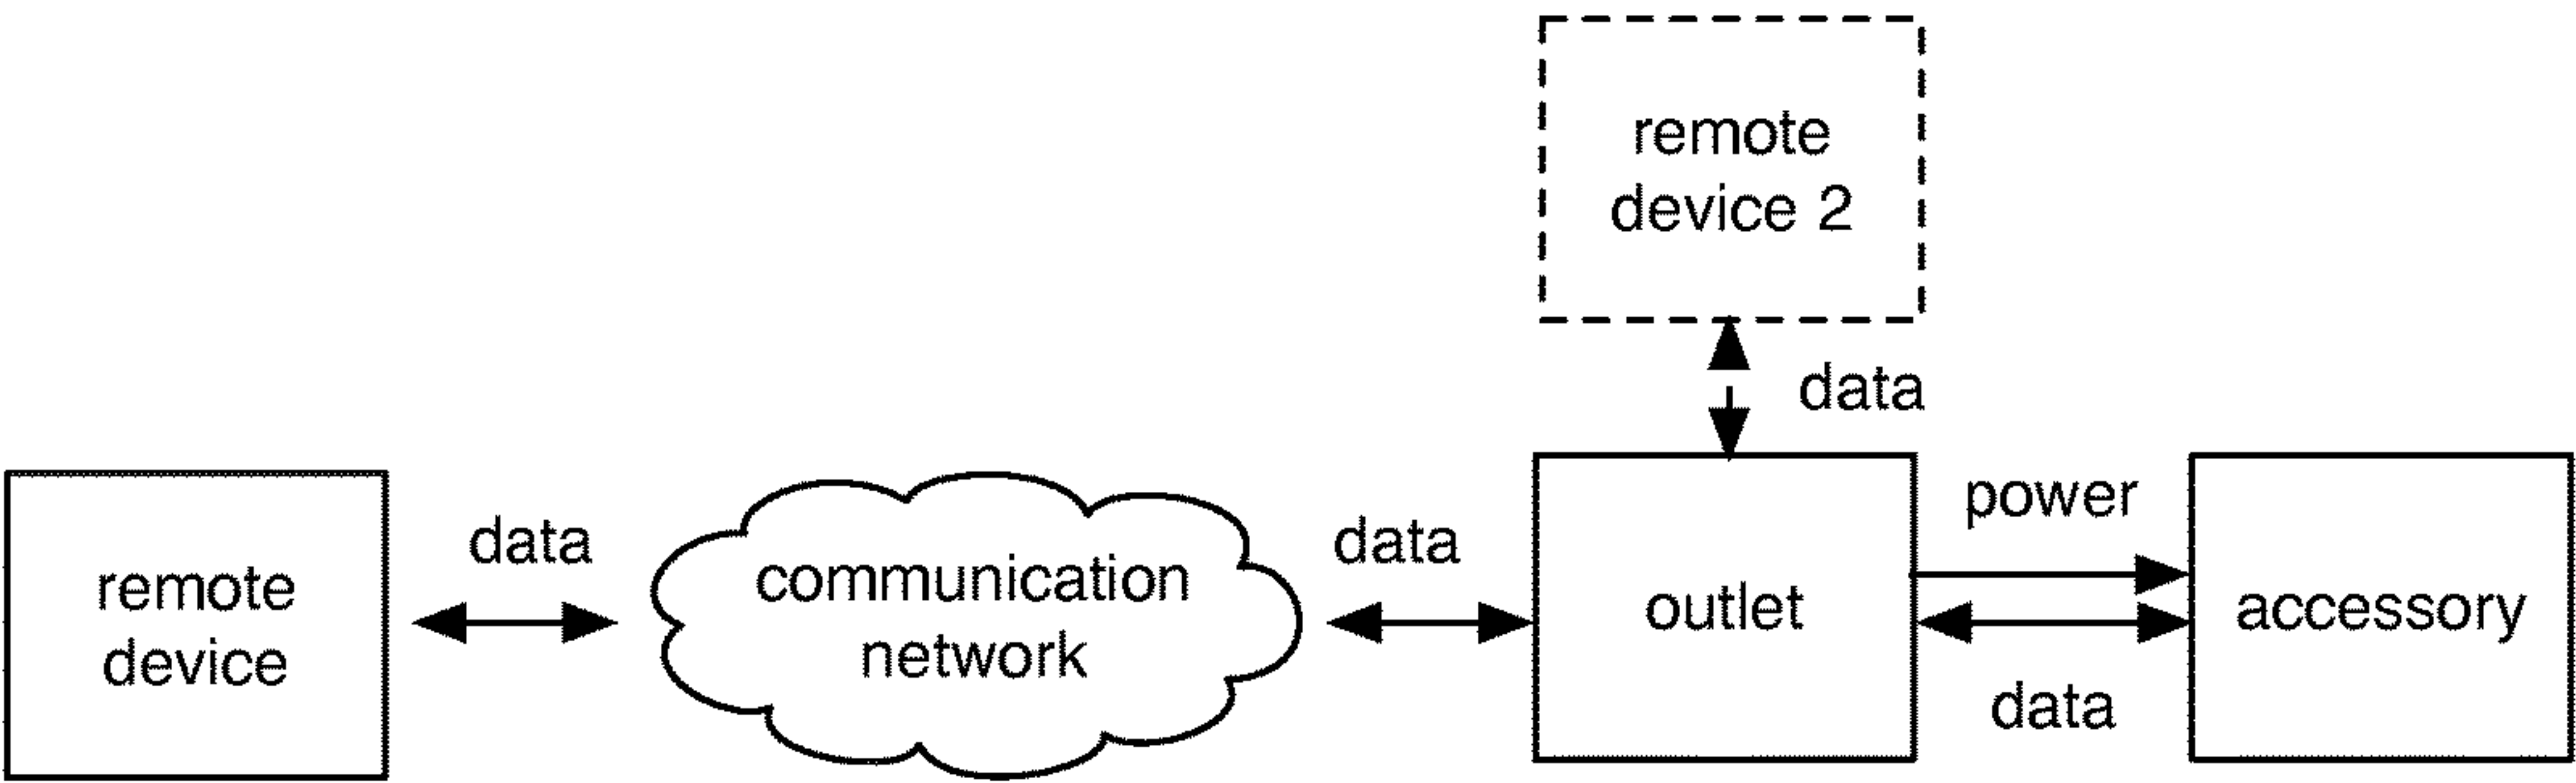 remote
device 2
data
remote
device
data
communication
network
data
outlet
power
data
accessory